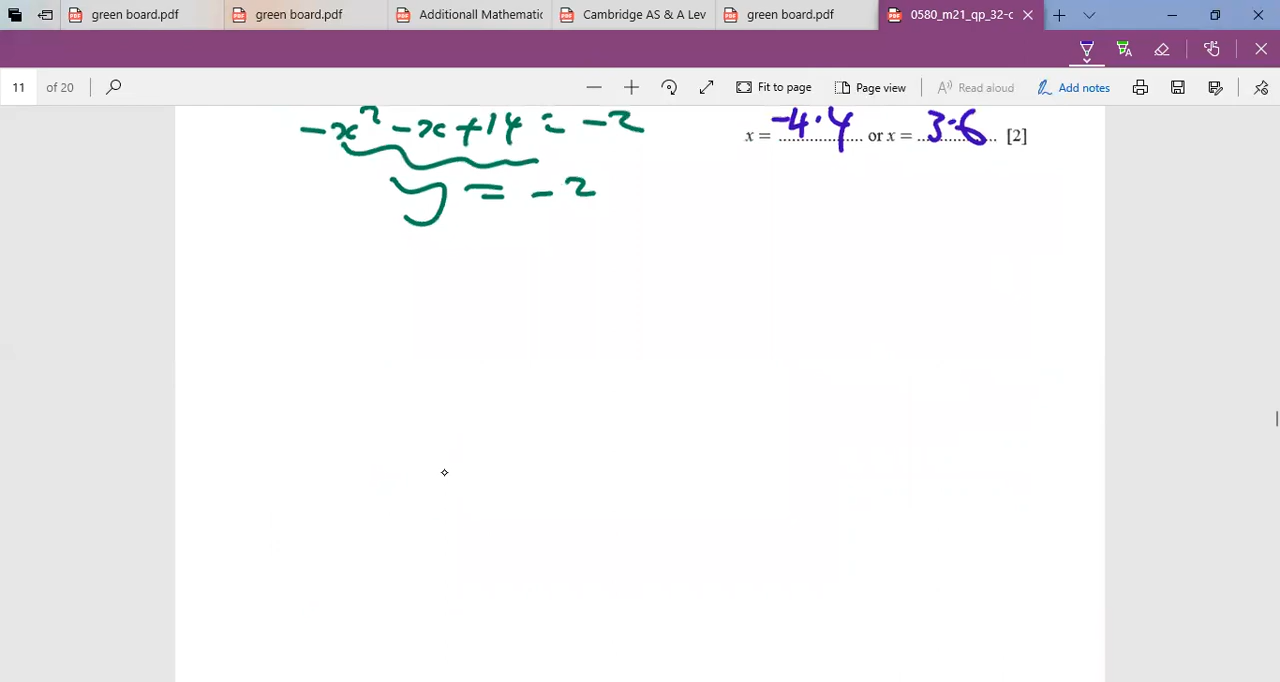 green board.pdf green board.pdf Additionall Mathematic Cambridge AS & A Lev green board.pdf 0580_m21_qp_32-c
11 of 20 Fit to page Page view Read aloud Add notes
-x² -x +14 = -2
x = -4.4 or x = 3.6 [2]
y = -2